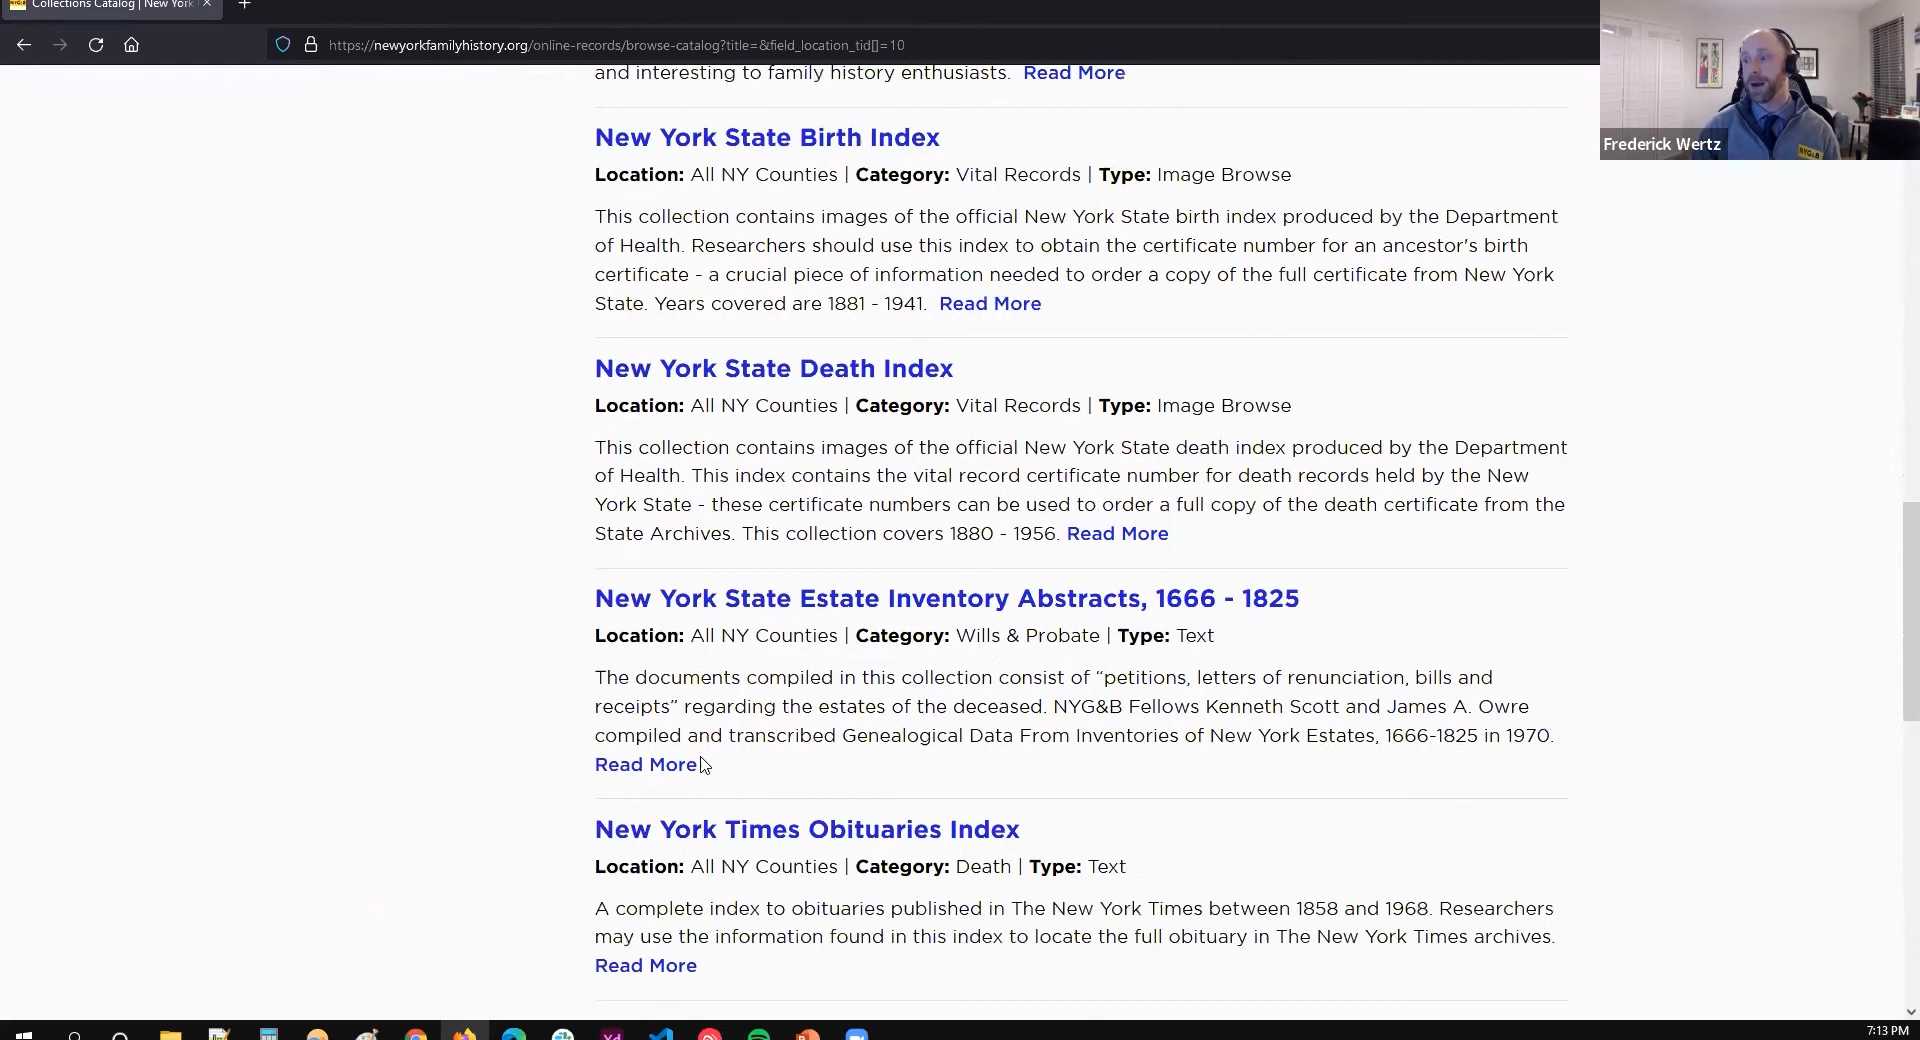 Collections Catalog | New York
https://newyorkfamilyhistory.org/online-records/browse-catalog?title=&field_location_tid[]=10
Frederick Wertz
NYG&B
and interesting to family history enthusiasts. Read More
New York State Birth Index
Location: All NY Counties | Category: Vital Records | Type: Image Browse
This collection contains images of the official New York State birth index produced by the Department
of Health. Researchers should use this index to obtain the certificate number for an ancestor's birth
certificate - a crucial piece of information needed to order a copy of the full certificate from New York
State. Years covered are 1881 - 1941. Read More
New York State Death Index
Location: All NY Counties | Category: Vital Records | Type: Image Browse
This collection contains images of the official New York State death index produced by the Department
of Health. This index contains the vital record certificate number for death records held by the New
York State - these certificate numbers can be used to order a full copy of the death certificate from the
State Archives. This collection covers 1880 - 1956. Read More
New York State Estate Inventory Abstracts, 1666 - 1825
Location: All NY Counties | Category: Wills & Probate | Type: Text
The documents compiled in this collection consist of “petitions, letters of renunciation, bills and
receipts” regarding the estates of the deceased. NYG&B Fellows Kenneth Scott and James A. Owre
compiled and transcribed Genealogical Data From Inventories of New York Estates, 1666-1825 in 1970.
Read More
New York Times Obituaries Index
Location: All NY Counties | Category: Death | Type: Text
A complete index to obituaries published in The New York Times between 1858 and 1968. Researchers
may use the information found in this index to locate the full obituary in The New York Times archives.
Read More
Xd
7:13 PM